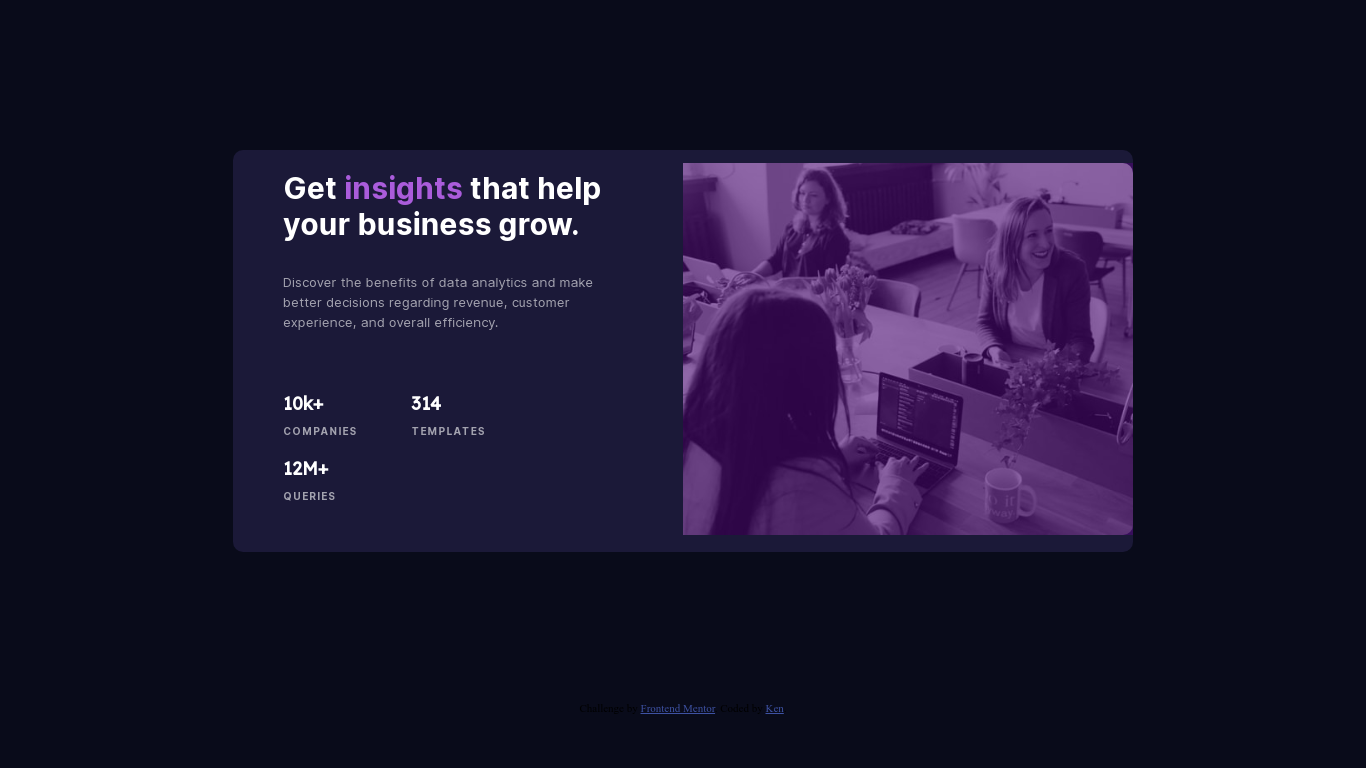 Get insights that help
your business grow.
Discover the benefits of data analytics and make
better decisions regarding revenue, customer
experience, and overall efficiency.
10k+ 314
COMPANIES TEMPLATES
12M+
QUERIES
Challenge by Frontend Mentor. Coded by Ken